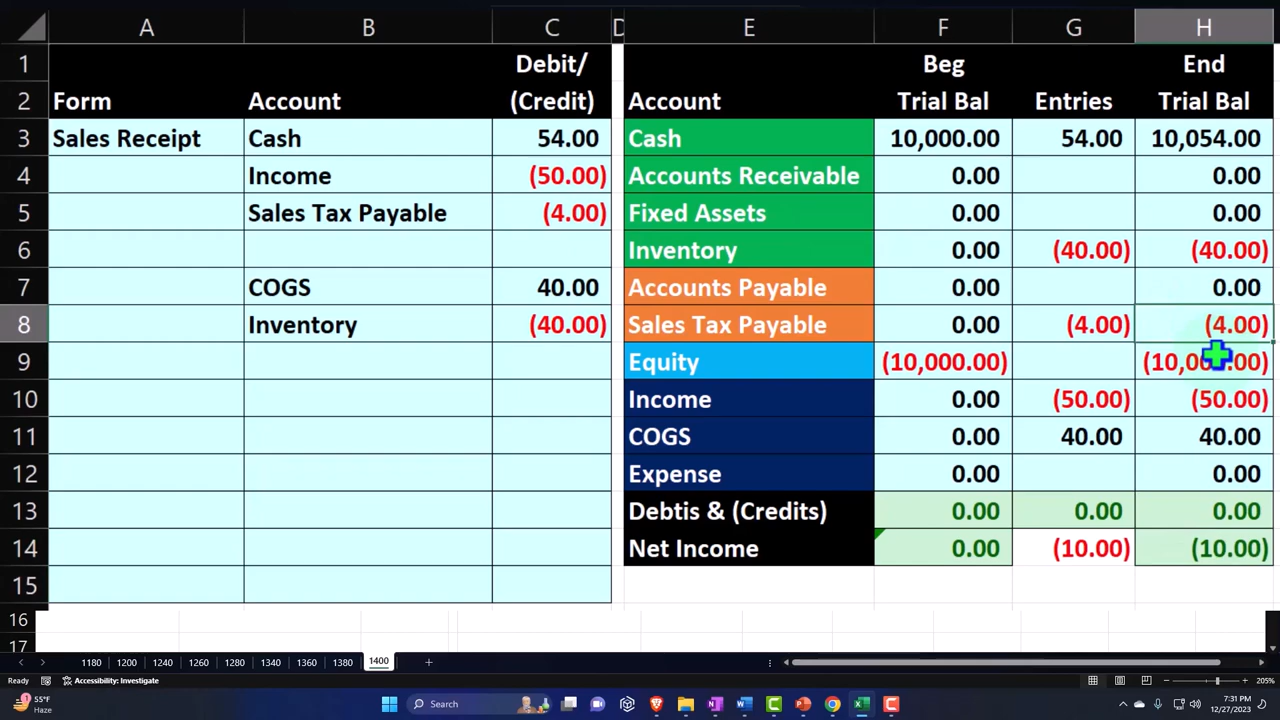 A B C D E F G H
1 Debit/ Beg End
2 Form Account (Credit) Account Trial Bal Entries Trial Bal
3 Sales Receipt Cash 54.00 Cash 10,000.00 54.00 10,054.00
4 Income (50.00) Accounts Receivable 0.00 0.00
5 Sales Tax Payable (4.00) Fixed Assets 0.00 0.00
6 Inventory 0.00 (40.00) (40.00)
7 COGS 40.00 Accounts Payable 0.00 0.00
8 Inventory (40.00) Sales Tax Payable 0.00 (4.00) (4.00)
9 Equity (10,000.00)
10 Income 0.00 (50.00) (50.00)
11 COGS 0.00 40.00 40.00
12 Expense 0.00 0.00
13 Debtis & (Credits) 0.00 0.00 0.00
14 Net Income 0.00 (10.00) (10.00)
15
16
17
1180 1200 1240 1260 1280 1340 1360 1380 1400
Ready Accessibility: Investigate 205%
55°F Search 7:31 PM
Haze 12/27/2023